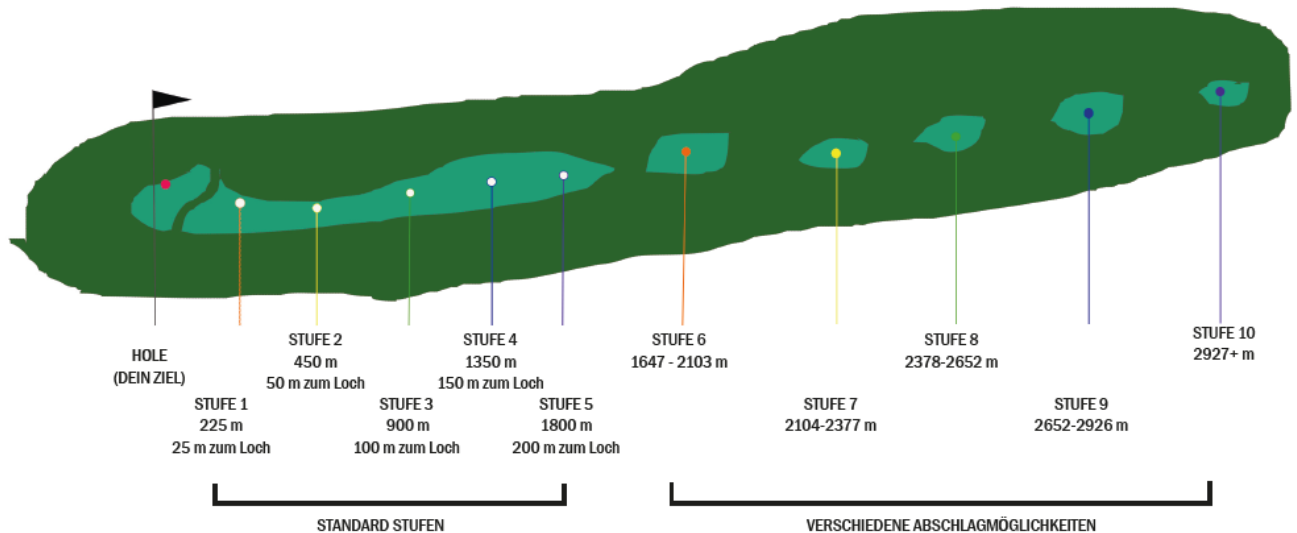 HOLE
(DEIN ZIEL)
STUFE 1
225 m
25 m zum Loch
STUFE 2
450 m
50 m zum Loch
STUFE 3
900 m
100 m zum Loch
STUFE 4
1350 m
150 m zum Loch
STUFE 5
1800 m
200 m zum Loch
STUFE 6
1647 - 2103 m
STUFE 7
2104-2377 m
STUFE 8
2378-2652 m
STUFE 9
2652-2926 m
STUFE 10
2927+ m
STANDARD STUFEN
VERSCHIEDENE ABSCHLAGMÖGLICHKEITEN